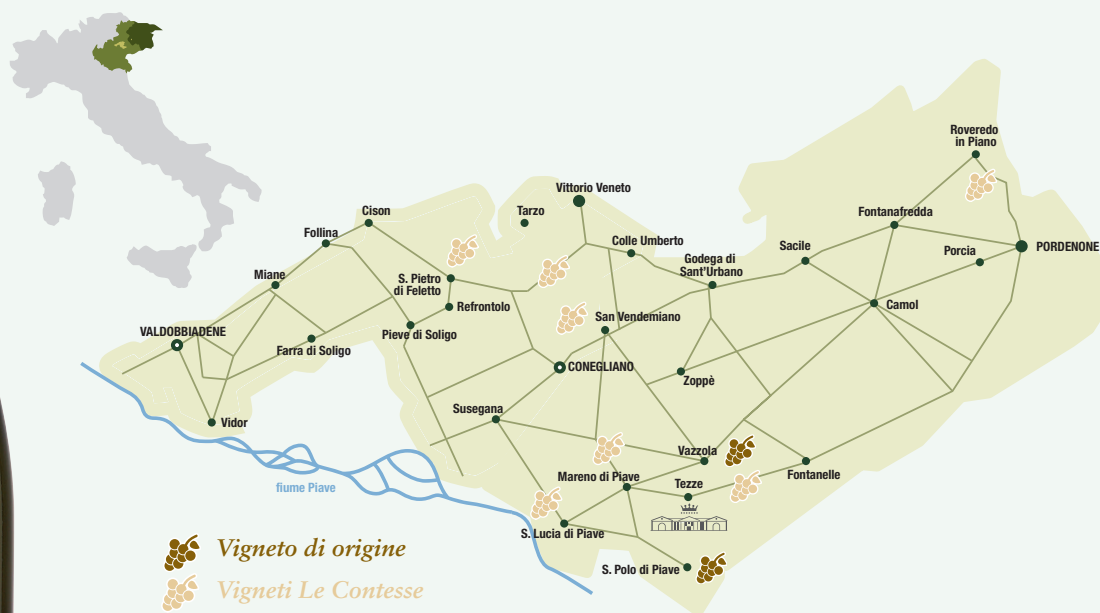 Roveredo
in Piano
Vittorio Veneto
Cison
Tarzo
Fontanafredda
Follina
Colle Umberto
Sacile
PORDENONE
Porcia
Godega di
Sant'Urbano
Miane
S. Pietro
di Feletto
Refrontolo
Camol
San Vendemiano
VALDOBBIADENE
Pieve di Soligo
Farra di Soligo
CONEGLIANO
Zoppè
Susegana
Vidor
Vazzola
Mareno di Piave
Tezze
Fontanelle
fiume Piave
S. Lucia di Piave
S. Polo di Piave
Vigneto di origine
Vigneti Le Contesse